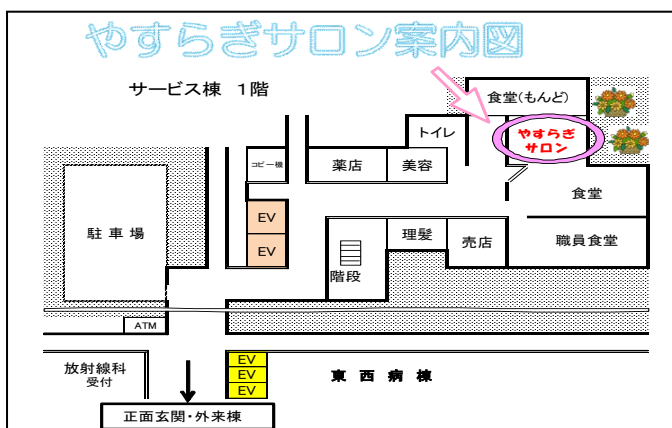 やすらぎサロン案内図
サービス棟 1階
食堂(もんど)
トイレ
やすらぎ
サロン
コピー機
薬店
美容
食堂
駐車場
EV
EV
理髪
売店
職員食堂
階段
ATM
放射線科
受付
EV
EV
EV
東西病棟
正面玄関・外来棟